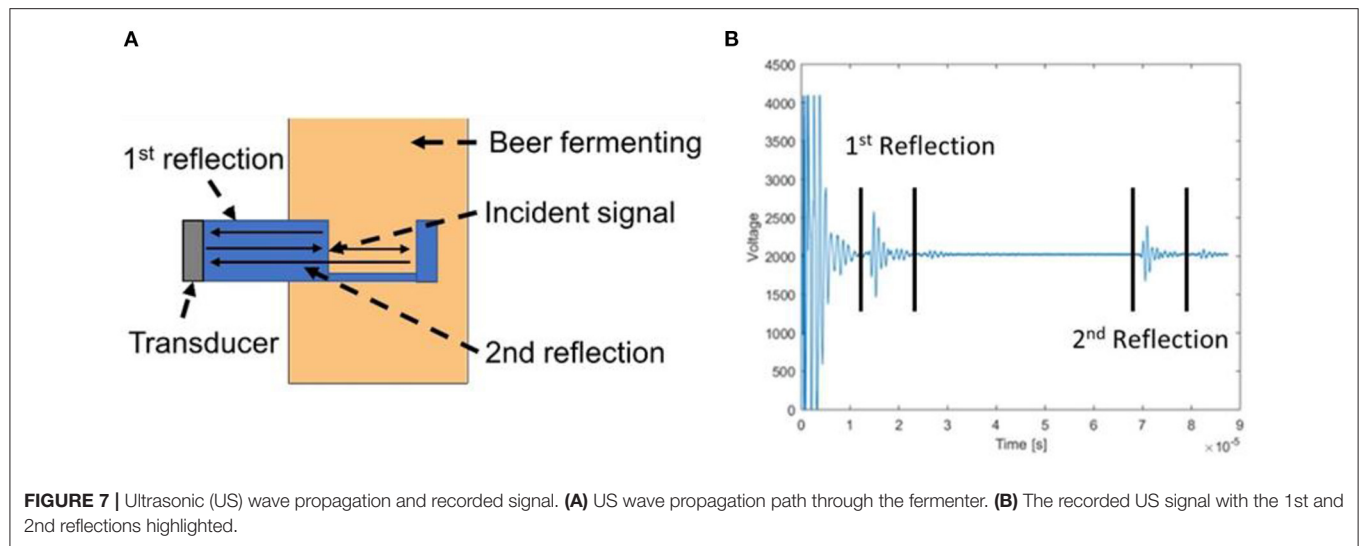 A
1st reflection
Beer fermenting
Incident signal
Transducer
2nd reflection
B
4500
4000
3500
3000
2500
2000
1500
1000
500
0
Voltage
1st Reflection
2nd Reflection
0 1 2 3 4 5 6 7 8 9
Time [s]
×10-5
FIGURE 7 | Ultrasonic (US) wave propagation and recorded signal. (A) US wave propagation path through the fermenter. (B) The recorded US signal with the 1st and
2nd reflections highlighted.